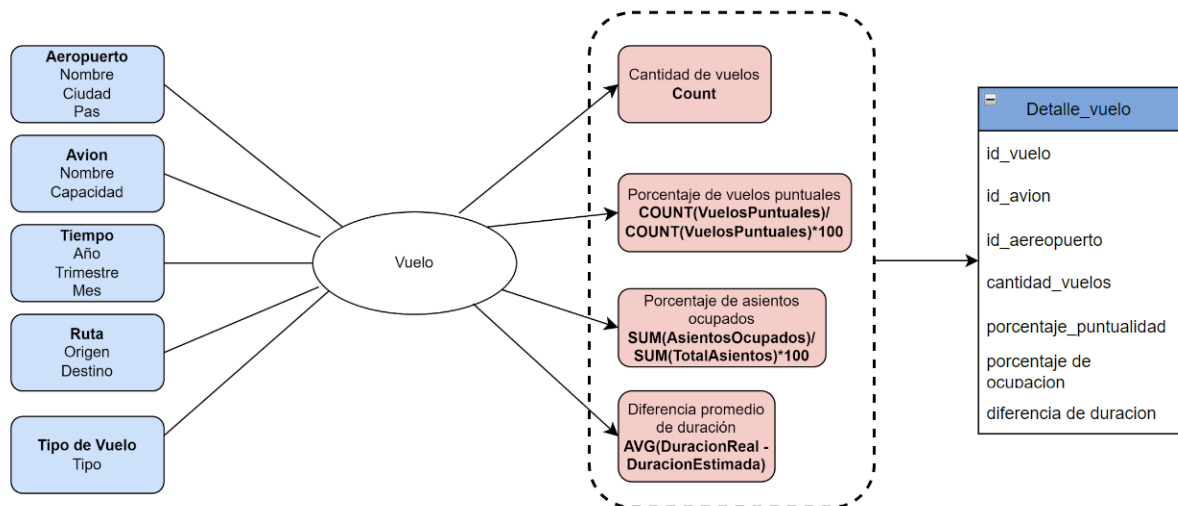 Aeropuerto
Nombre
Ciudad
Pas
Avion
Nombre
Capacidad
Tiempo
Año
Trimestre
Mes
Ruta
Origen
Destino
Tipo de Vuelo
Tipo
Vuelo
Cantidad de vuelos
Count
Porcentaje de vuelos puntuales
COUNT(VuelosPuntuales)/
COUNT(VuelosPuntuales)*100
Porcentaje de asientos
ocupados
SUM(AsientosOcupados)/
SUM(TotalAsientos)*100
Diferencia promedio
de duración
AVG(DuracionReal -
DuracionEstimada)
Detalle_vuelo
id_vuelo
id_avion
id_aereopuerto
cantidad_vuelos
porcentaje_puntualidad
porcentaje de
ocupacion
diferencia de duracion